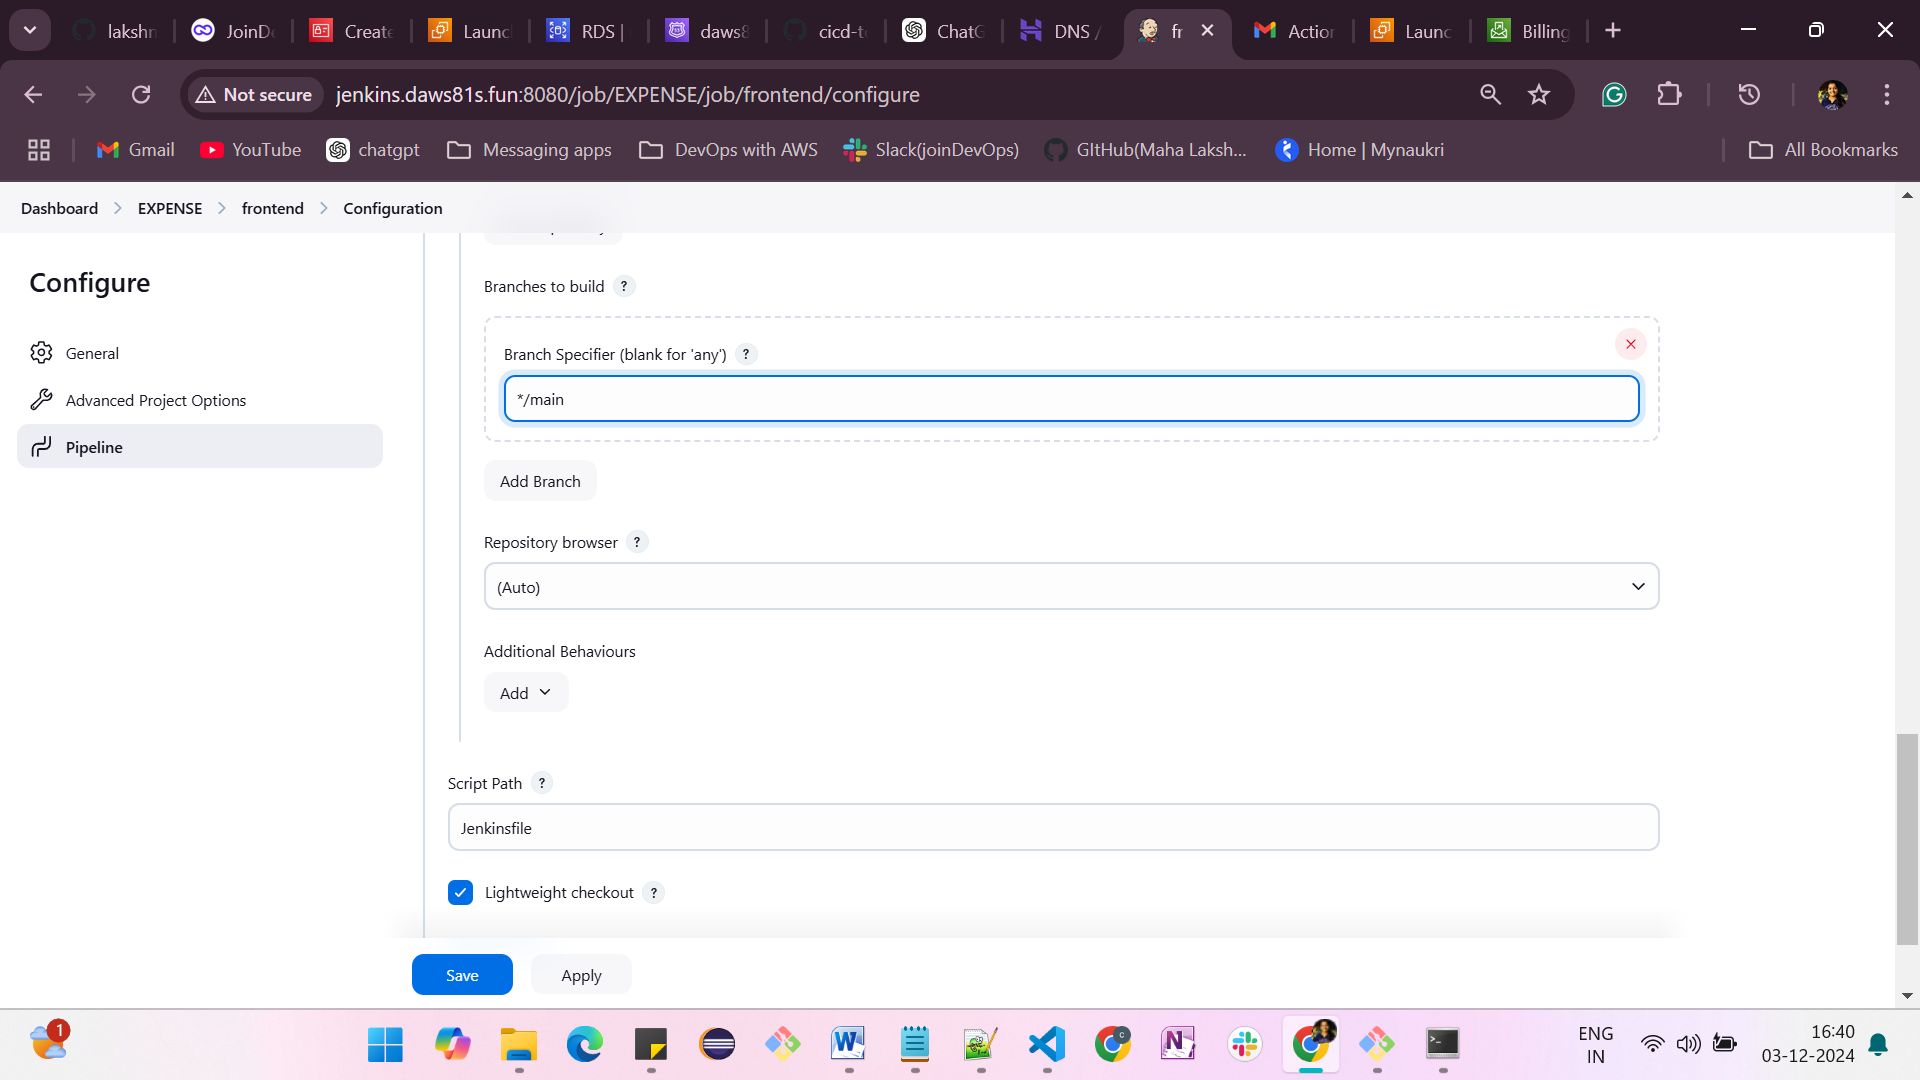 lakshn
JoinDe
Create
Launc
RDS |
daws8
cicd-t
ChatG
DNS /
fr
Action
Launc
Billing
Not secure
jenkins.daws81s.fun:8080/job/EXPENSE/job/frontend/configure
Gmail
YouTube
chatgpt
Messaging apps
DevOps with AWS
Slack(joinDevOps)
GItHub(Maha Laksh...
Home | Mynaukri
All Bookmarks
Dashboard
EXPENSE
frontend
Configuration
Configure
General
Advanced Project Options
Pipeline
Branches to build ?
Branch Specifier (blank for 'any') ?
*/main
Add Branch
Repository browser ?
(Auto)
Additional Behaviours
Add
Script Path ?
Jenkinsfile
Lightweight checkout ?
Save
Apply
1
ENG
IN
16:40
03-12-2024